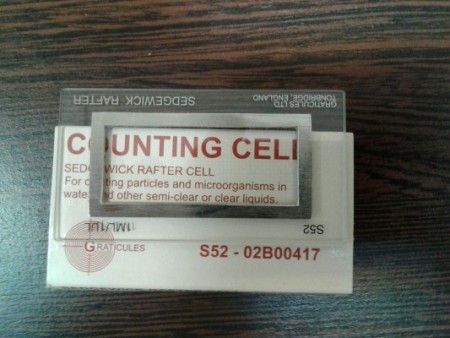 GRATICULES LTD.
TONBRIDGE, ENGLAND
SEDGEWICK RAFTER
COUNTING CELL
SEDGEWICK RAFTER CELL
For counting particles and microorganisms in
water and other semi-clear or clear liquids.
S52
1ML/1UL
GRATICULES
S52 - 02B00417